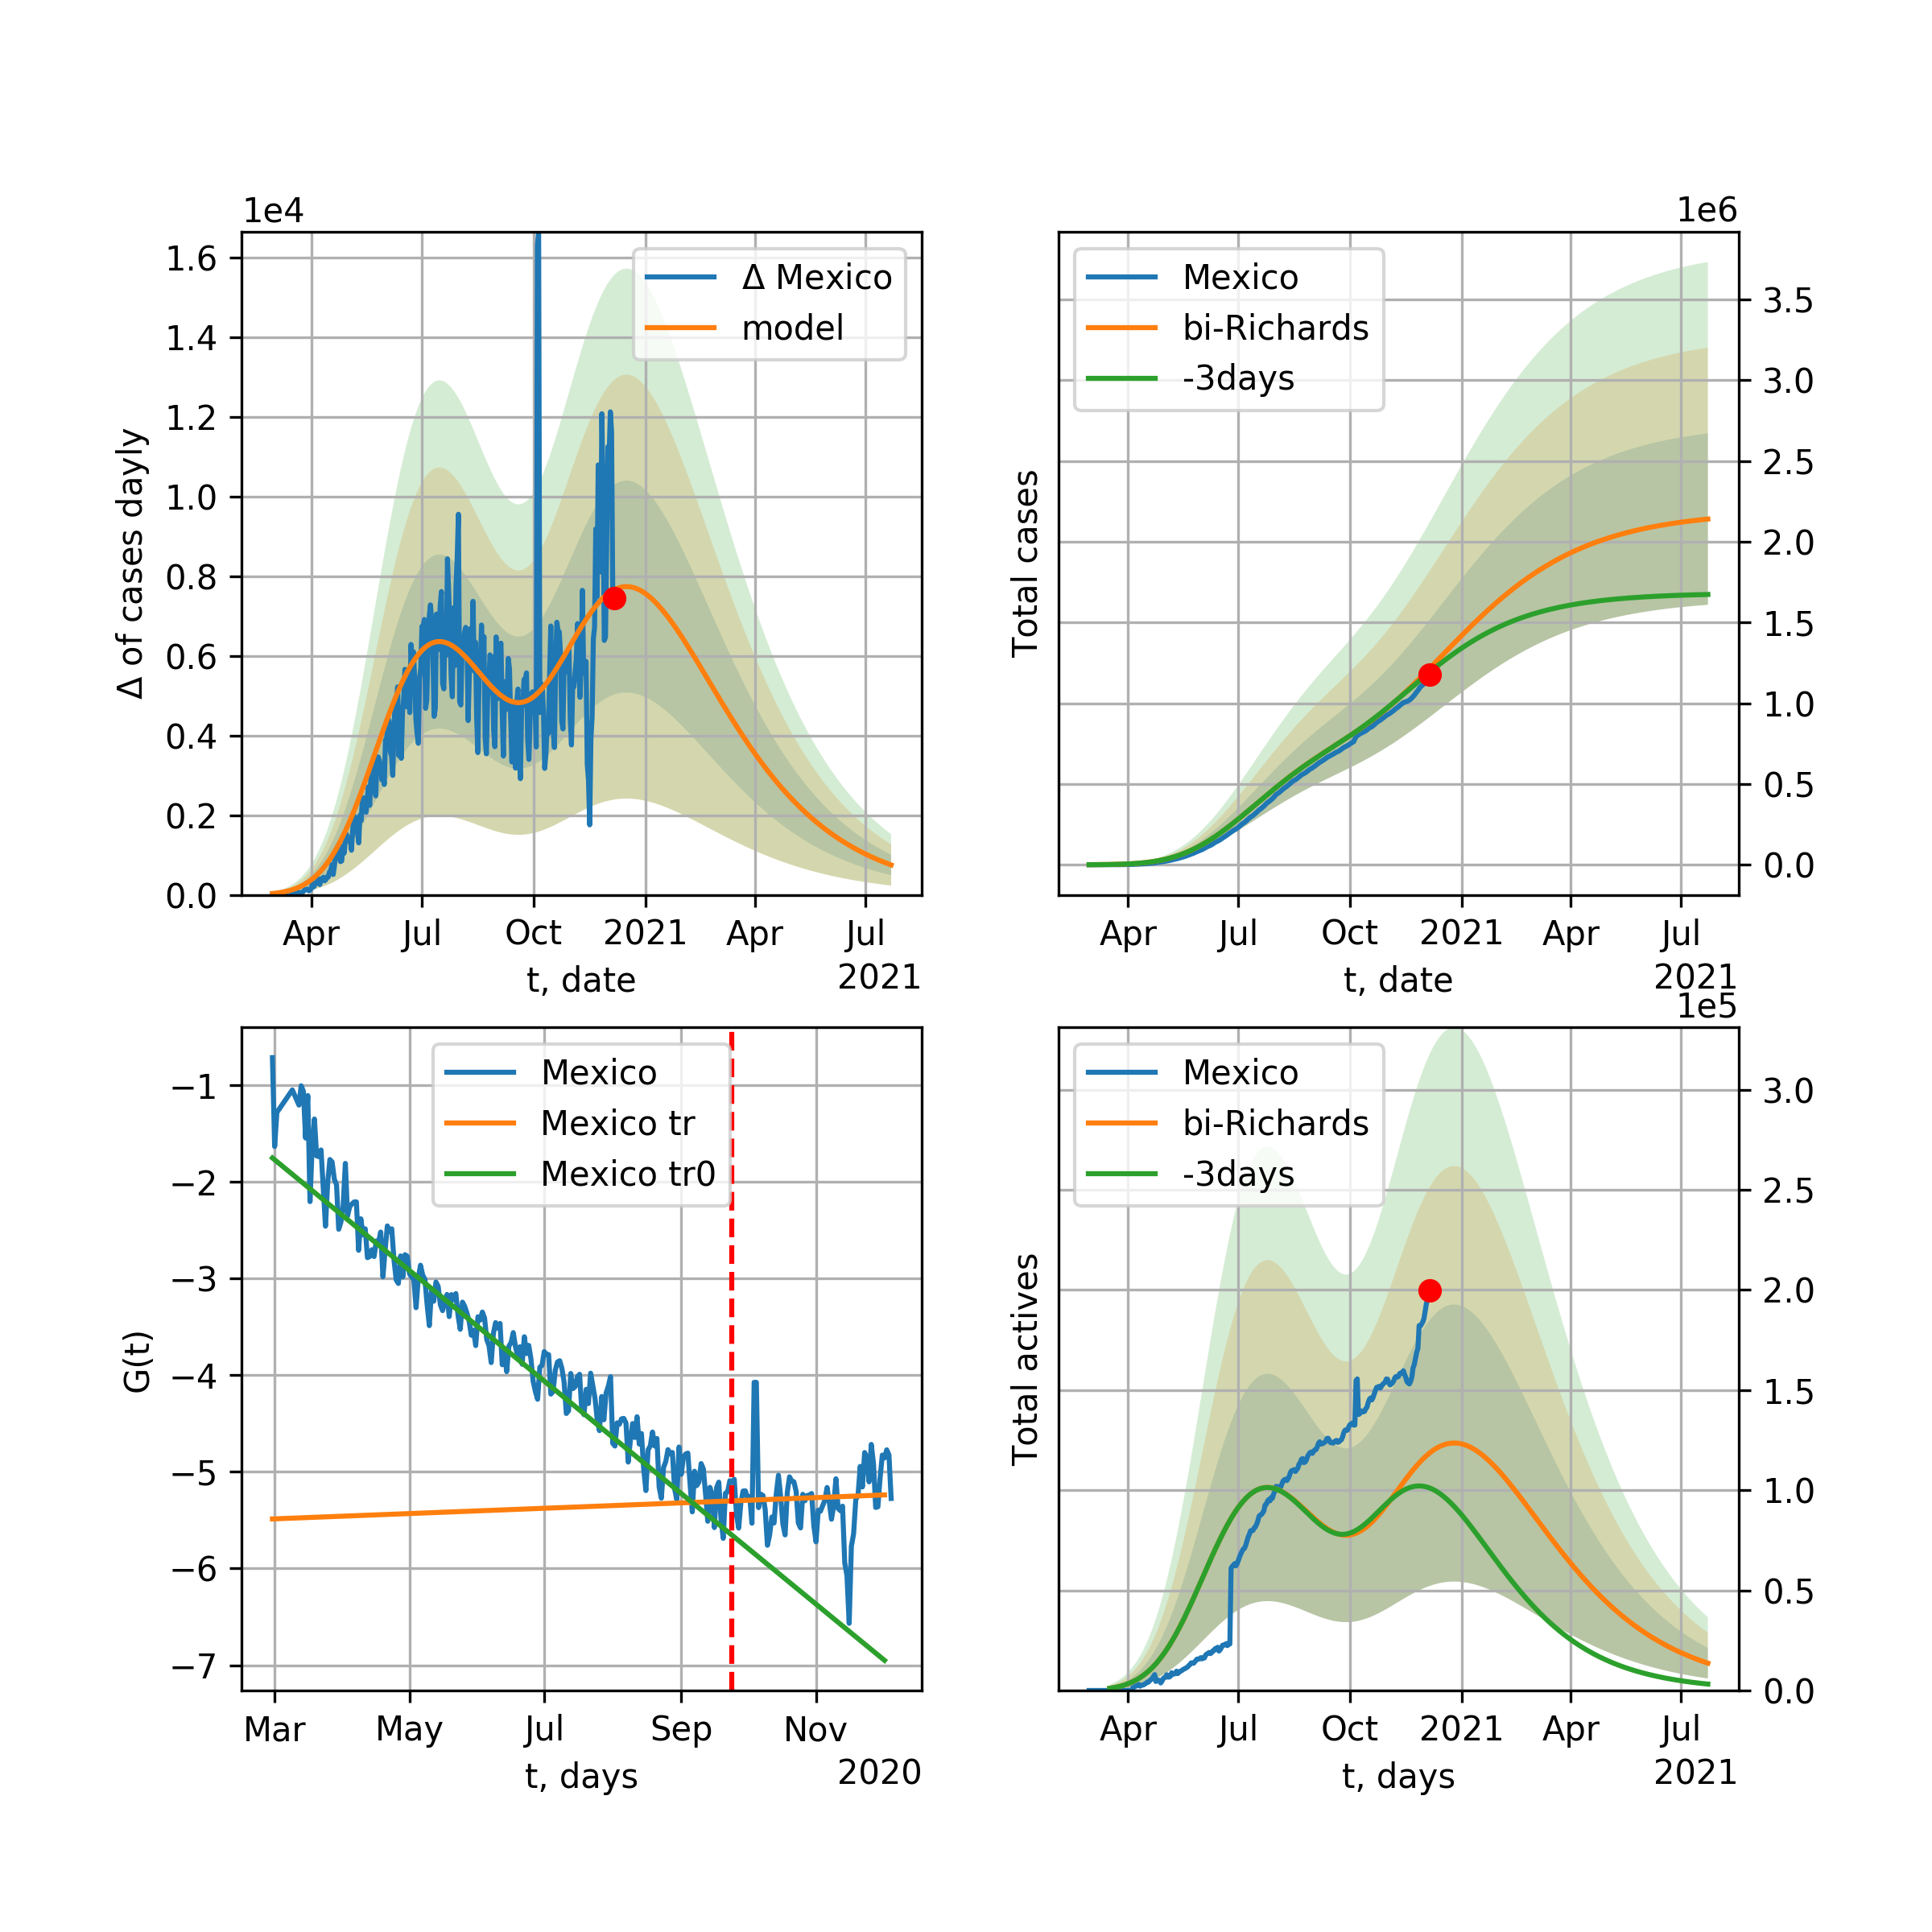 1e4
1.6
1.4
1.2
1.0
0.8
0.6
0.4
0.2
0.0
Δ of cases dayly
Δ Mexico
model
Apr Jul Oct 2021 Apr Jul
t, date
2021
1e6
Mexico
bi-Richards
-3days
Total cases
3.5
3.0
2.5
2.0
1.5
1.0
0.5
0.0
Apr Jul Oct 2021 Apr Jul
t, date
2021
−1
−2
−3
−4
−5
−6
−7
G(t)
Mexico
Mexico tr
Mexico tr0
Mar May Jul Sep Nov
t, days
2020
1e5
Mexico
bi-Richards
-3days
Total actives
3.0
2.5
2.0
1.5
1.0
0.5
0.0
Apr Jul Oct 2021 Apr Jul
t, days
2021